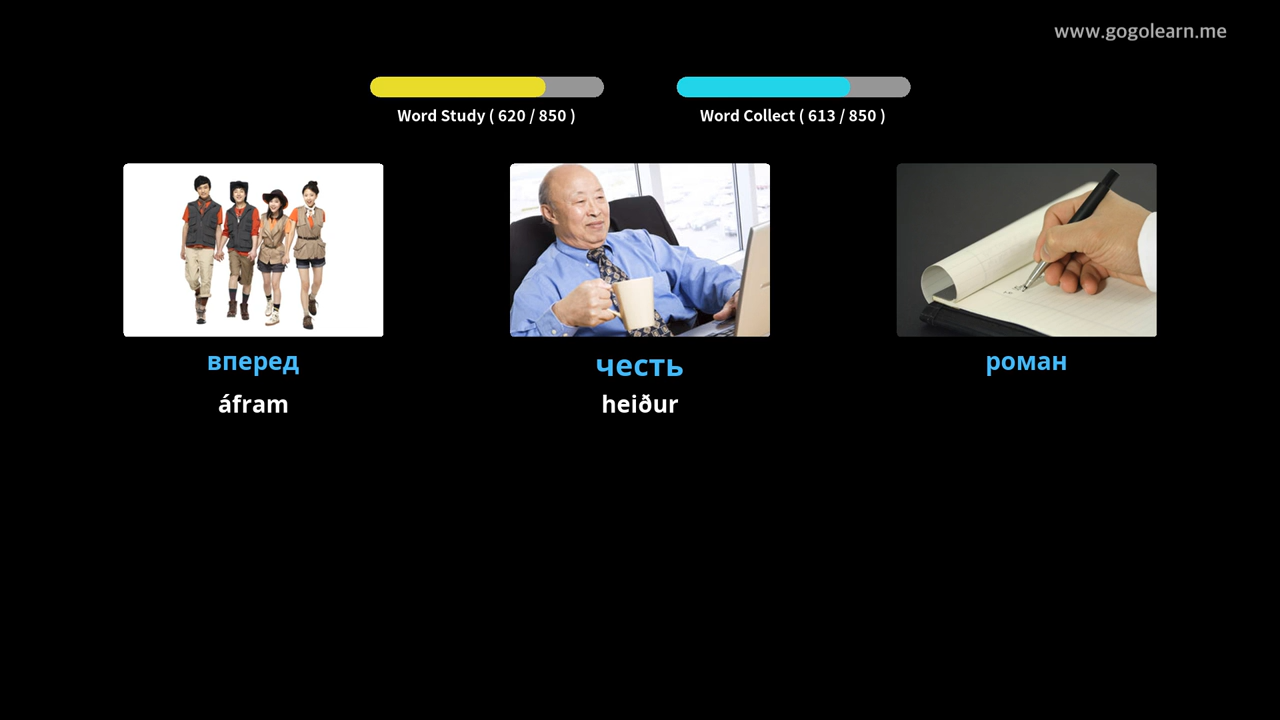 www.gogolearn.me
Word Study ( 620 / 850 )
Word Collect ( 613 / 850 )
вперед
честь
роман
áfram
heiður